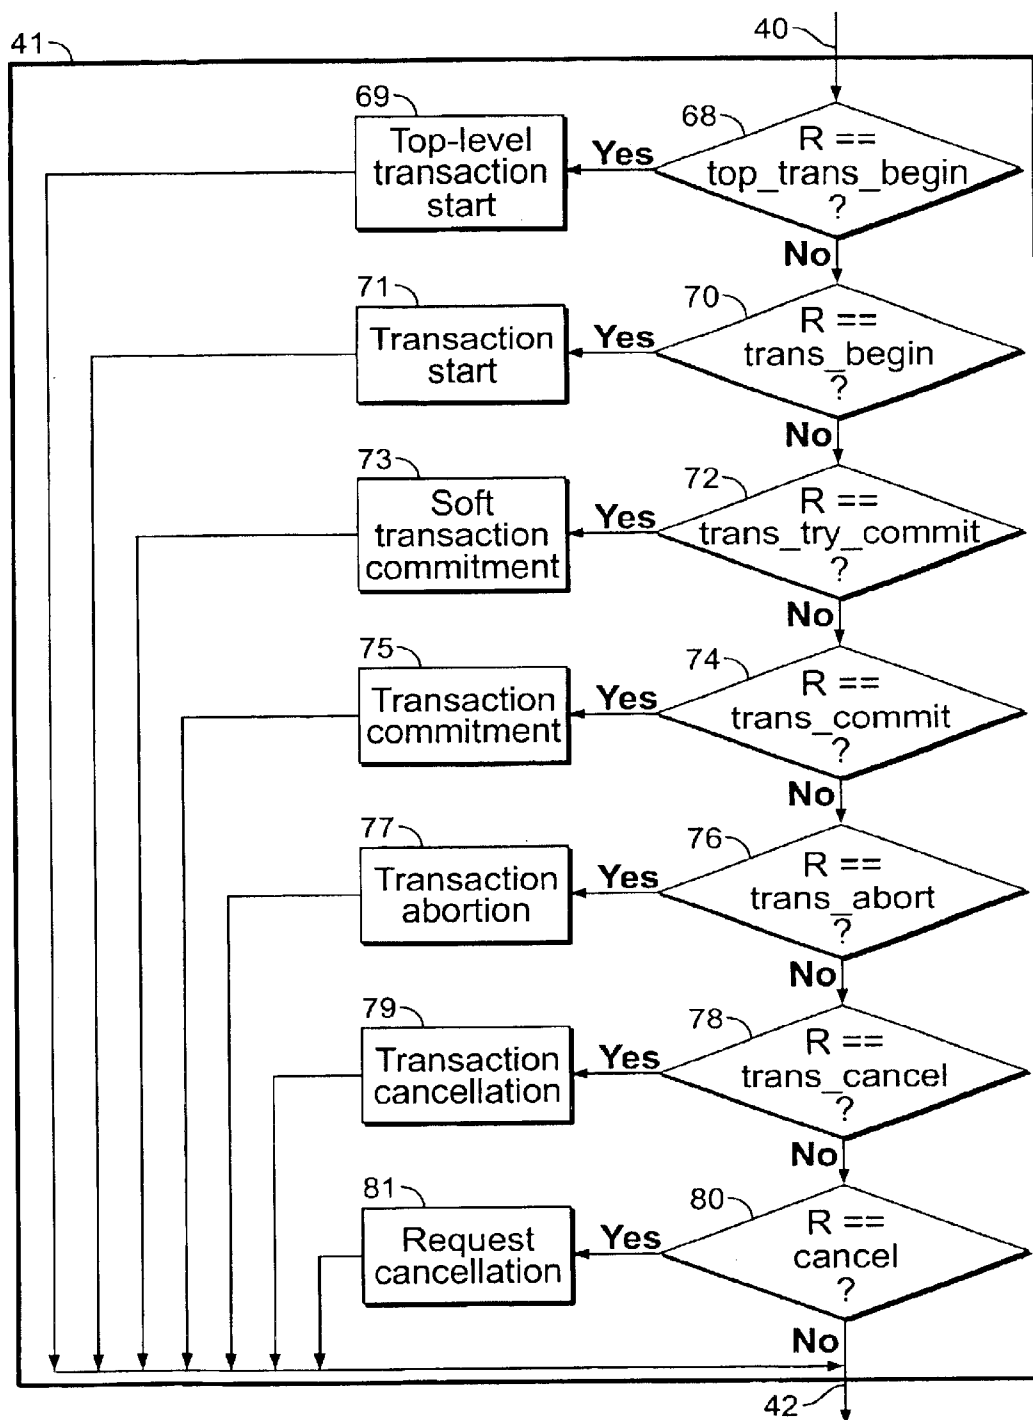 41
40
69
Top-level
transaction
start
Yes
68
R ==
top_trans_begin
?
No
71
Transaction
start
Yes
70
R ==
trans_begin
?
No
73
Soft
transaction
commitment
Yes
72
R ==
trans_try_commit
?
No
75
Transaction
commitment
Yes
74
R ==
trans_commit
?
No
77
Transaction
abortion
Yes
76
R ==
trans_abort
?
No
79
Transaction
cancellation
Yes
78
R ==
trans_cancel
?
No
81
Request
cancellation
Yes
80
R ==
cancel
?
No
42